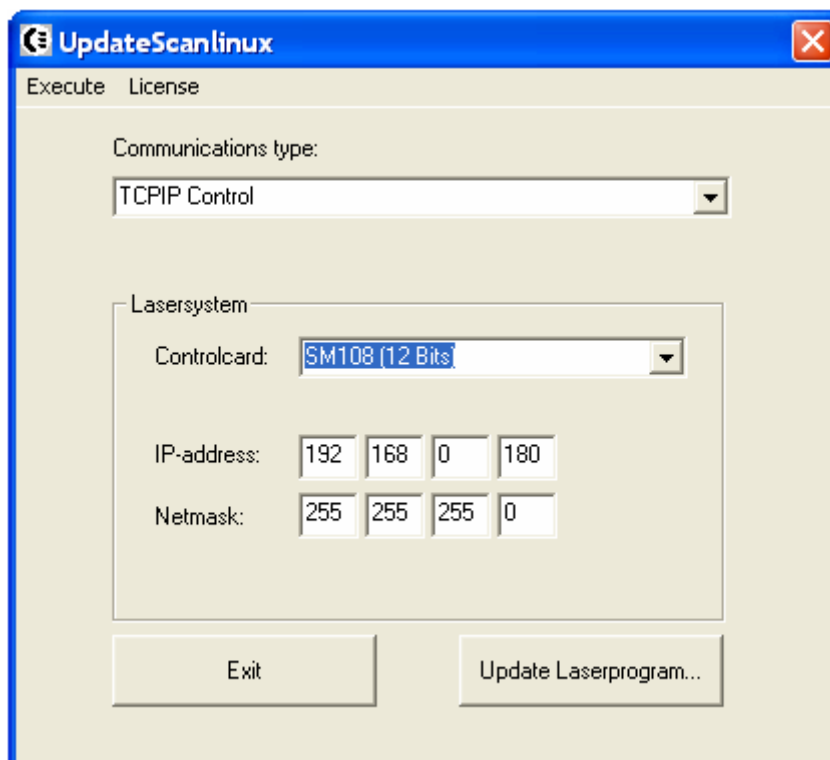 UpdateScanlinux
Execute License
Communications type:
TCPIP Control
Lasersystem
Controlcard: SM108 (12 Bits)
IP-address: 192 168 0 180
Netmask: 255 255 255 0
Exit Update Laserprogram...